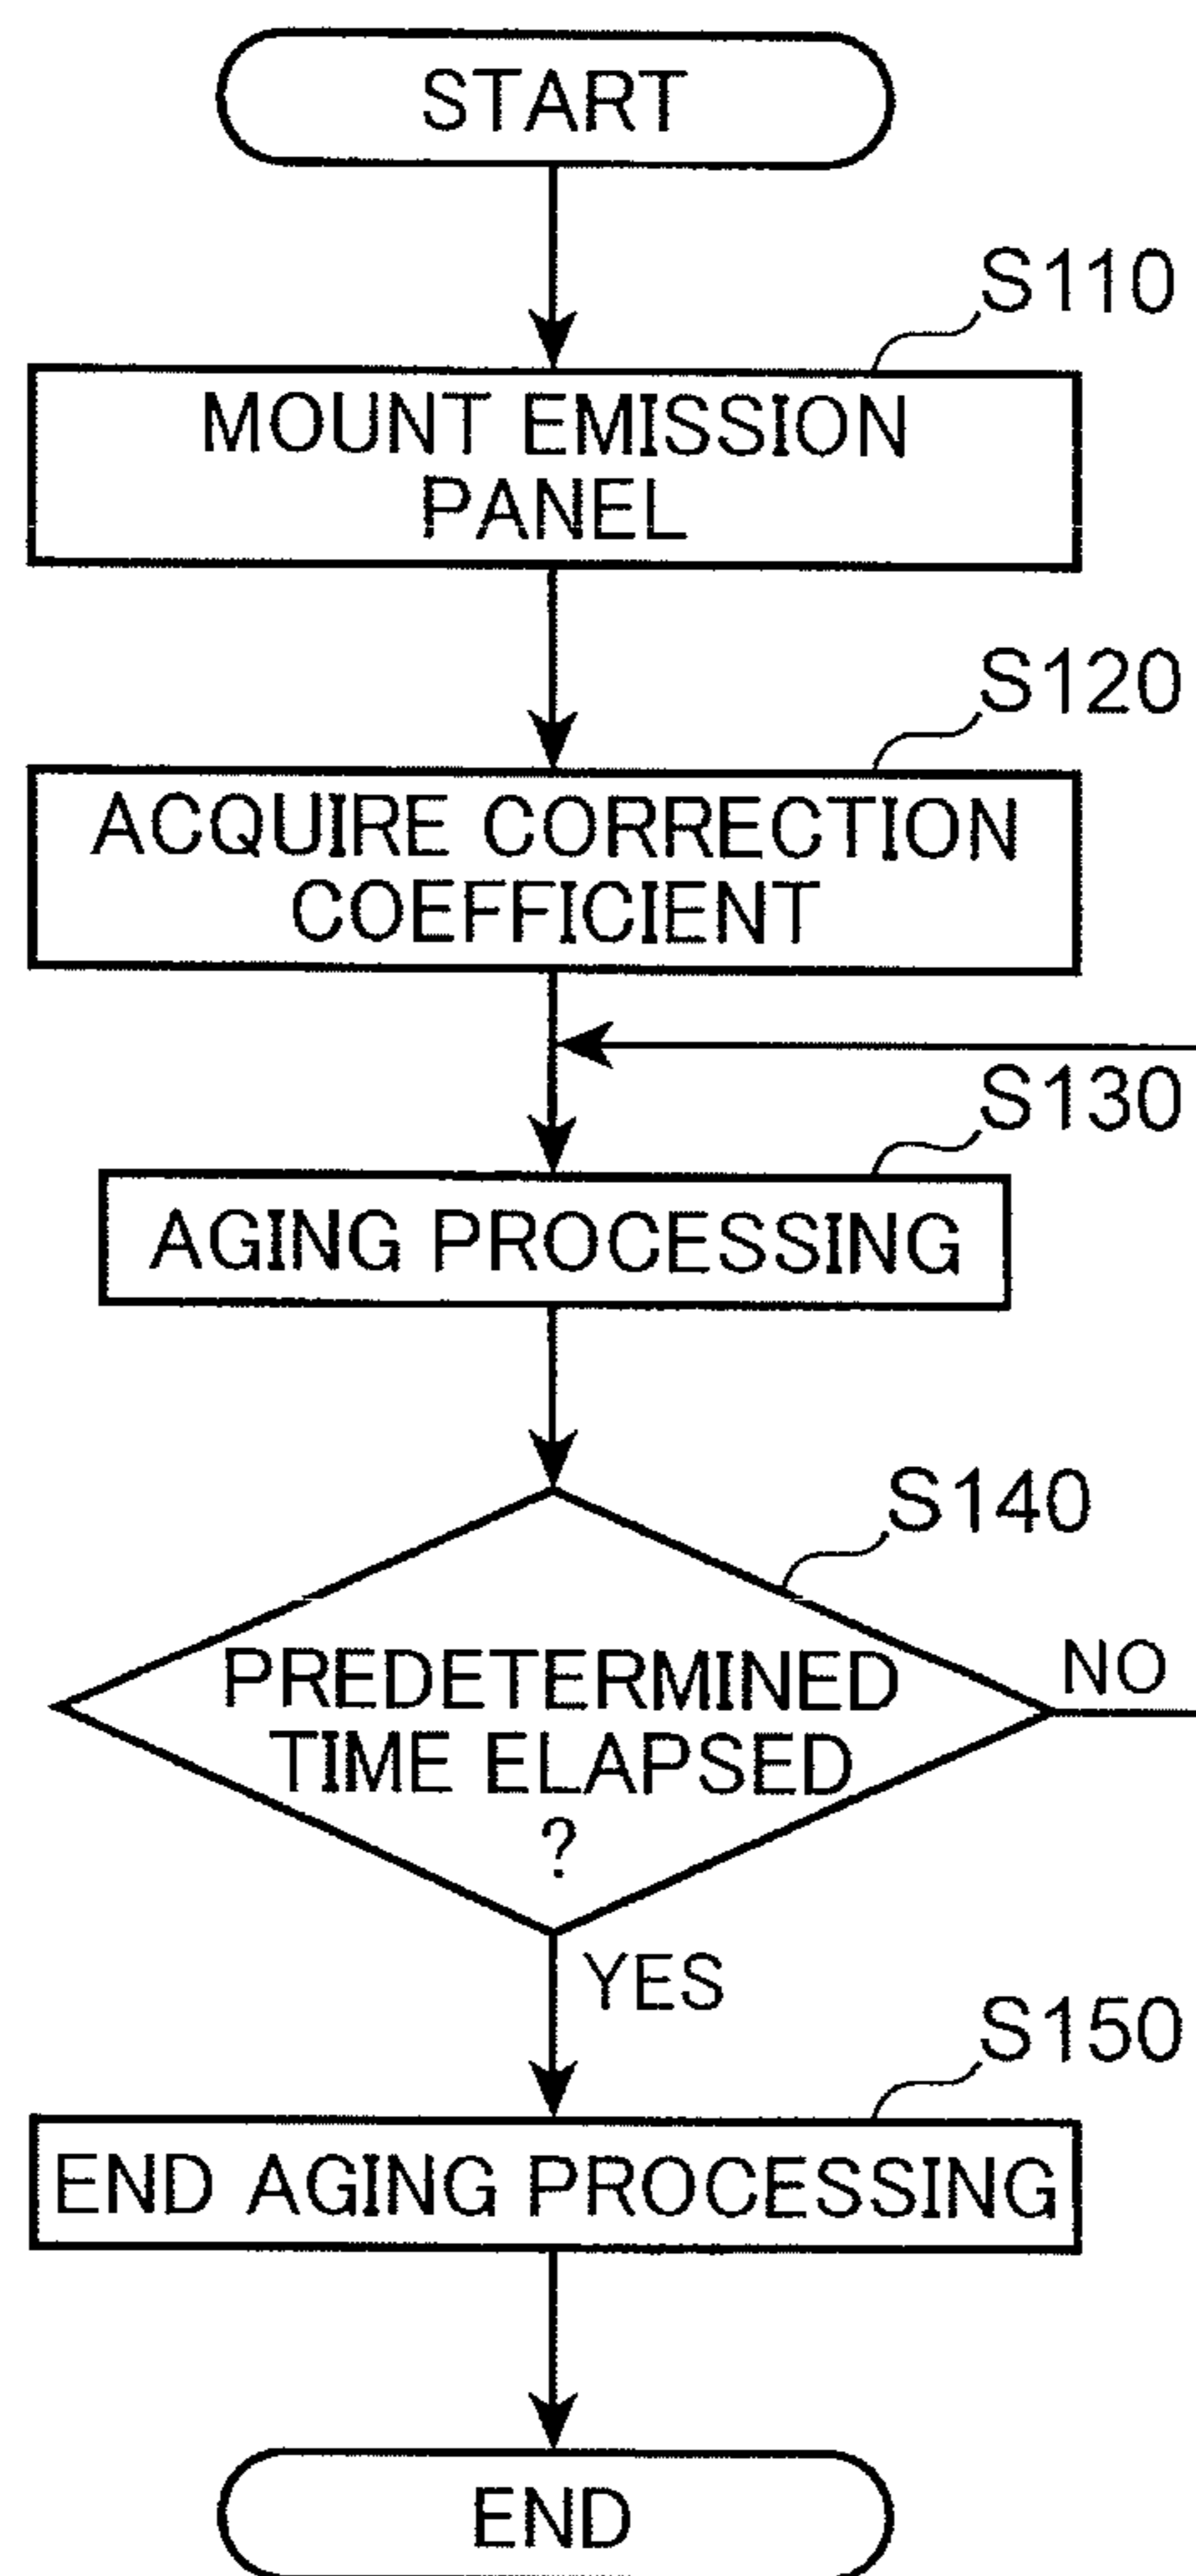 START
S110
MOUNT EMISSION
PANEL
S120
ACQUIRE CORRECTION
COEFFICIENT
S130
AGING PROCESSING
S140
PREDETERMINED
TIME ELAPSED
?
NO
YES
S150
END AGING PROCESSING
END